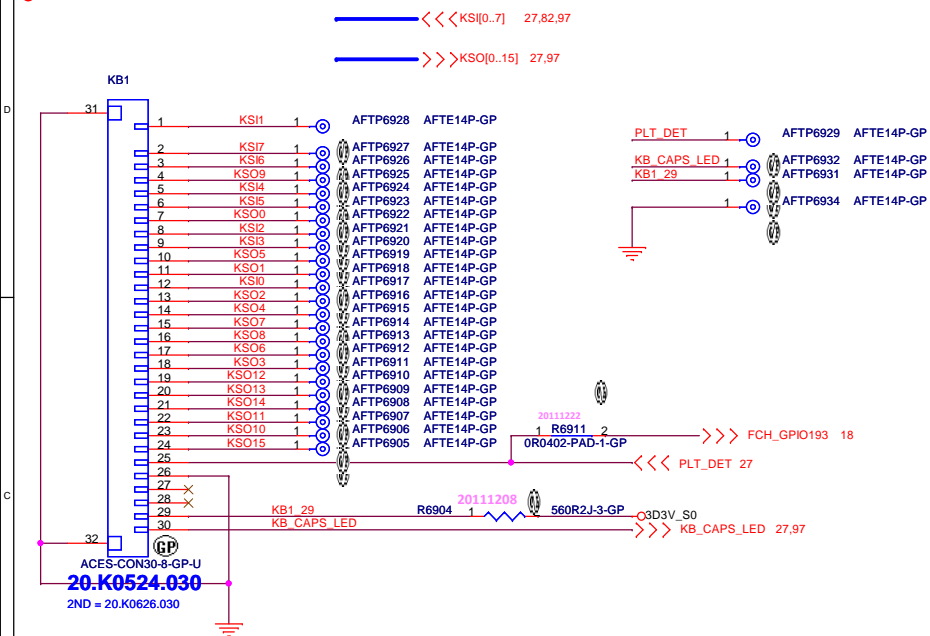 KSI[0..7] 27,82,97
KSO[0..15] 27,97
KB1
D
31
1 KSI1 1 AFTP6928 AFTE14P-GP
2 KSI7 1 AFTP6927 AFTE14P-GP
3 KSI6 1 AFTP6926 AFTE14P-GP
4 KSO9 1 AFTP6925 AFTE14P-GP
5 KSI4 1 AFTP6924 AFTE14P-GP
6 KSI5 1 AFTP6923 AFTE14P-GP
7 KSO0 1 AFTP6922 AFTE14P-GP
8 KSI2 1 AFTP6921 AFTE14P-GP
9 KSI3 1 AFTP6920 AFTE14P-GP
10 KSO5 1 AFTP6919 AFTE14P-GP
11 KSO1 1 AFTP6918 AFTE14P-GP
12 KSI0 1 AFTP6917 AFTE14P-GP
13 KSO2 1 AFTP6916 AFTE14P-GP
14 KSO4 1 AFTP6915 AFTE14P-GP
15 KSO7 1 AFTP6914 AFTE14P-GP
16 KSO8 1 AFTP6913 AFTE14P-GP
17 KSO6 1 AFTP6912 AFTE14P-GP
18 KSO3 1 AFTP6911 AFTE14P-GP
19 KSO12 1 AFTP6910 AFTE14P-GP
20 KSO13 1 AFTP6909 AFTE14P-GP
21 KSO14 1 AFTP6908 AFTE14P-GP
22 KSO11 1 AFTP6907 AFTE14P-GP
23 KSO10 1 AFTP6906 AFTE14P-GP
24 KSO15 1 AFTP6905 AFTE14P-GP
25
26
27
28
29 KB1_29
30 KB_CAPS_LED
32
PLT_DET 1 AFTP6929 AFTE14P-GP
KB_CAPS_LED 1 AFTP6932 AFTE14P-GP
KB1_29 1 AFTP6931 AFTE14P-GP
1 AFTP6934 AFTE14P-GP
20111222
1 R6911 2
0R0402-PAD-1-GP
FCH_GPIO193 18
PLT_DET 27
C
20111208
R6904 1 560R2J-3-GP
3D3V_S0
KB_CAPS_LED 27,97
GP
ACES-CON30-8-GP-U
20.K0524.030
2ND = 20.K0626.030